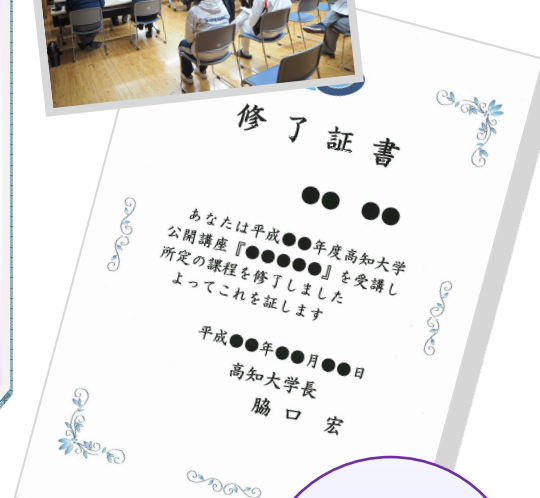 修了証書
●● ●●
あなたは平成●●年度高知大学
公開講座『●●●●●』を受講し
所定の課程を修了しました
よってこれを証します
平成●●年●●月●●日
高知大学長
脇口 宏